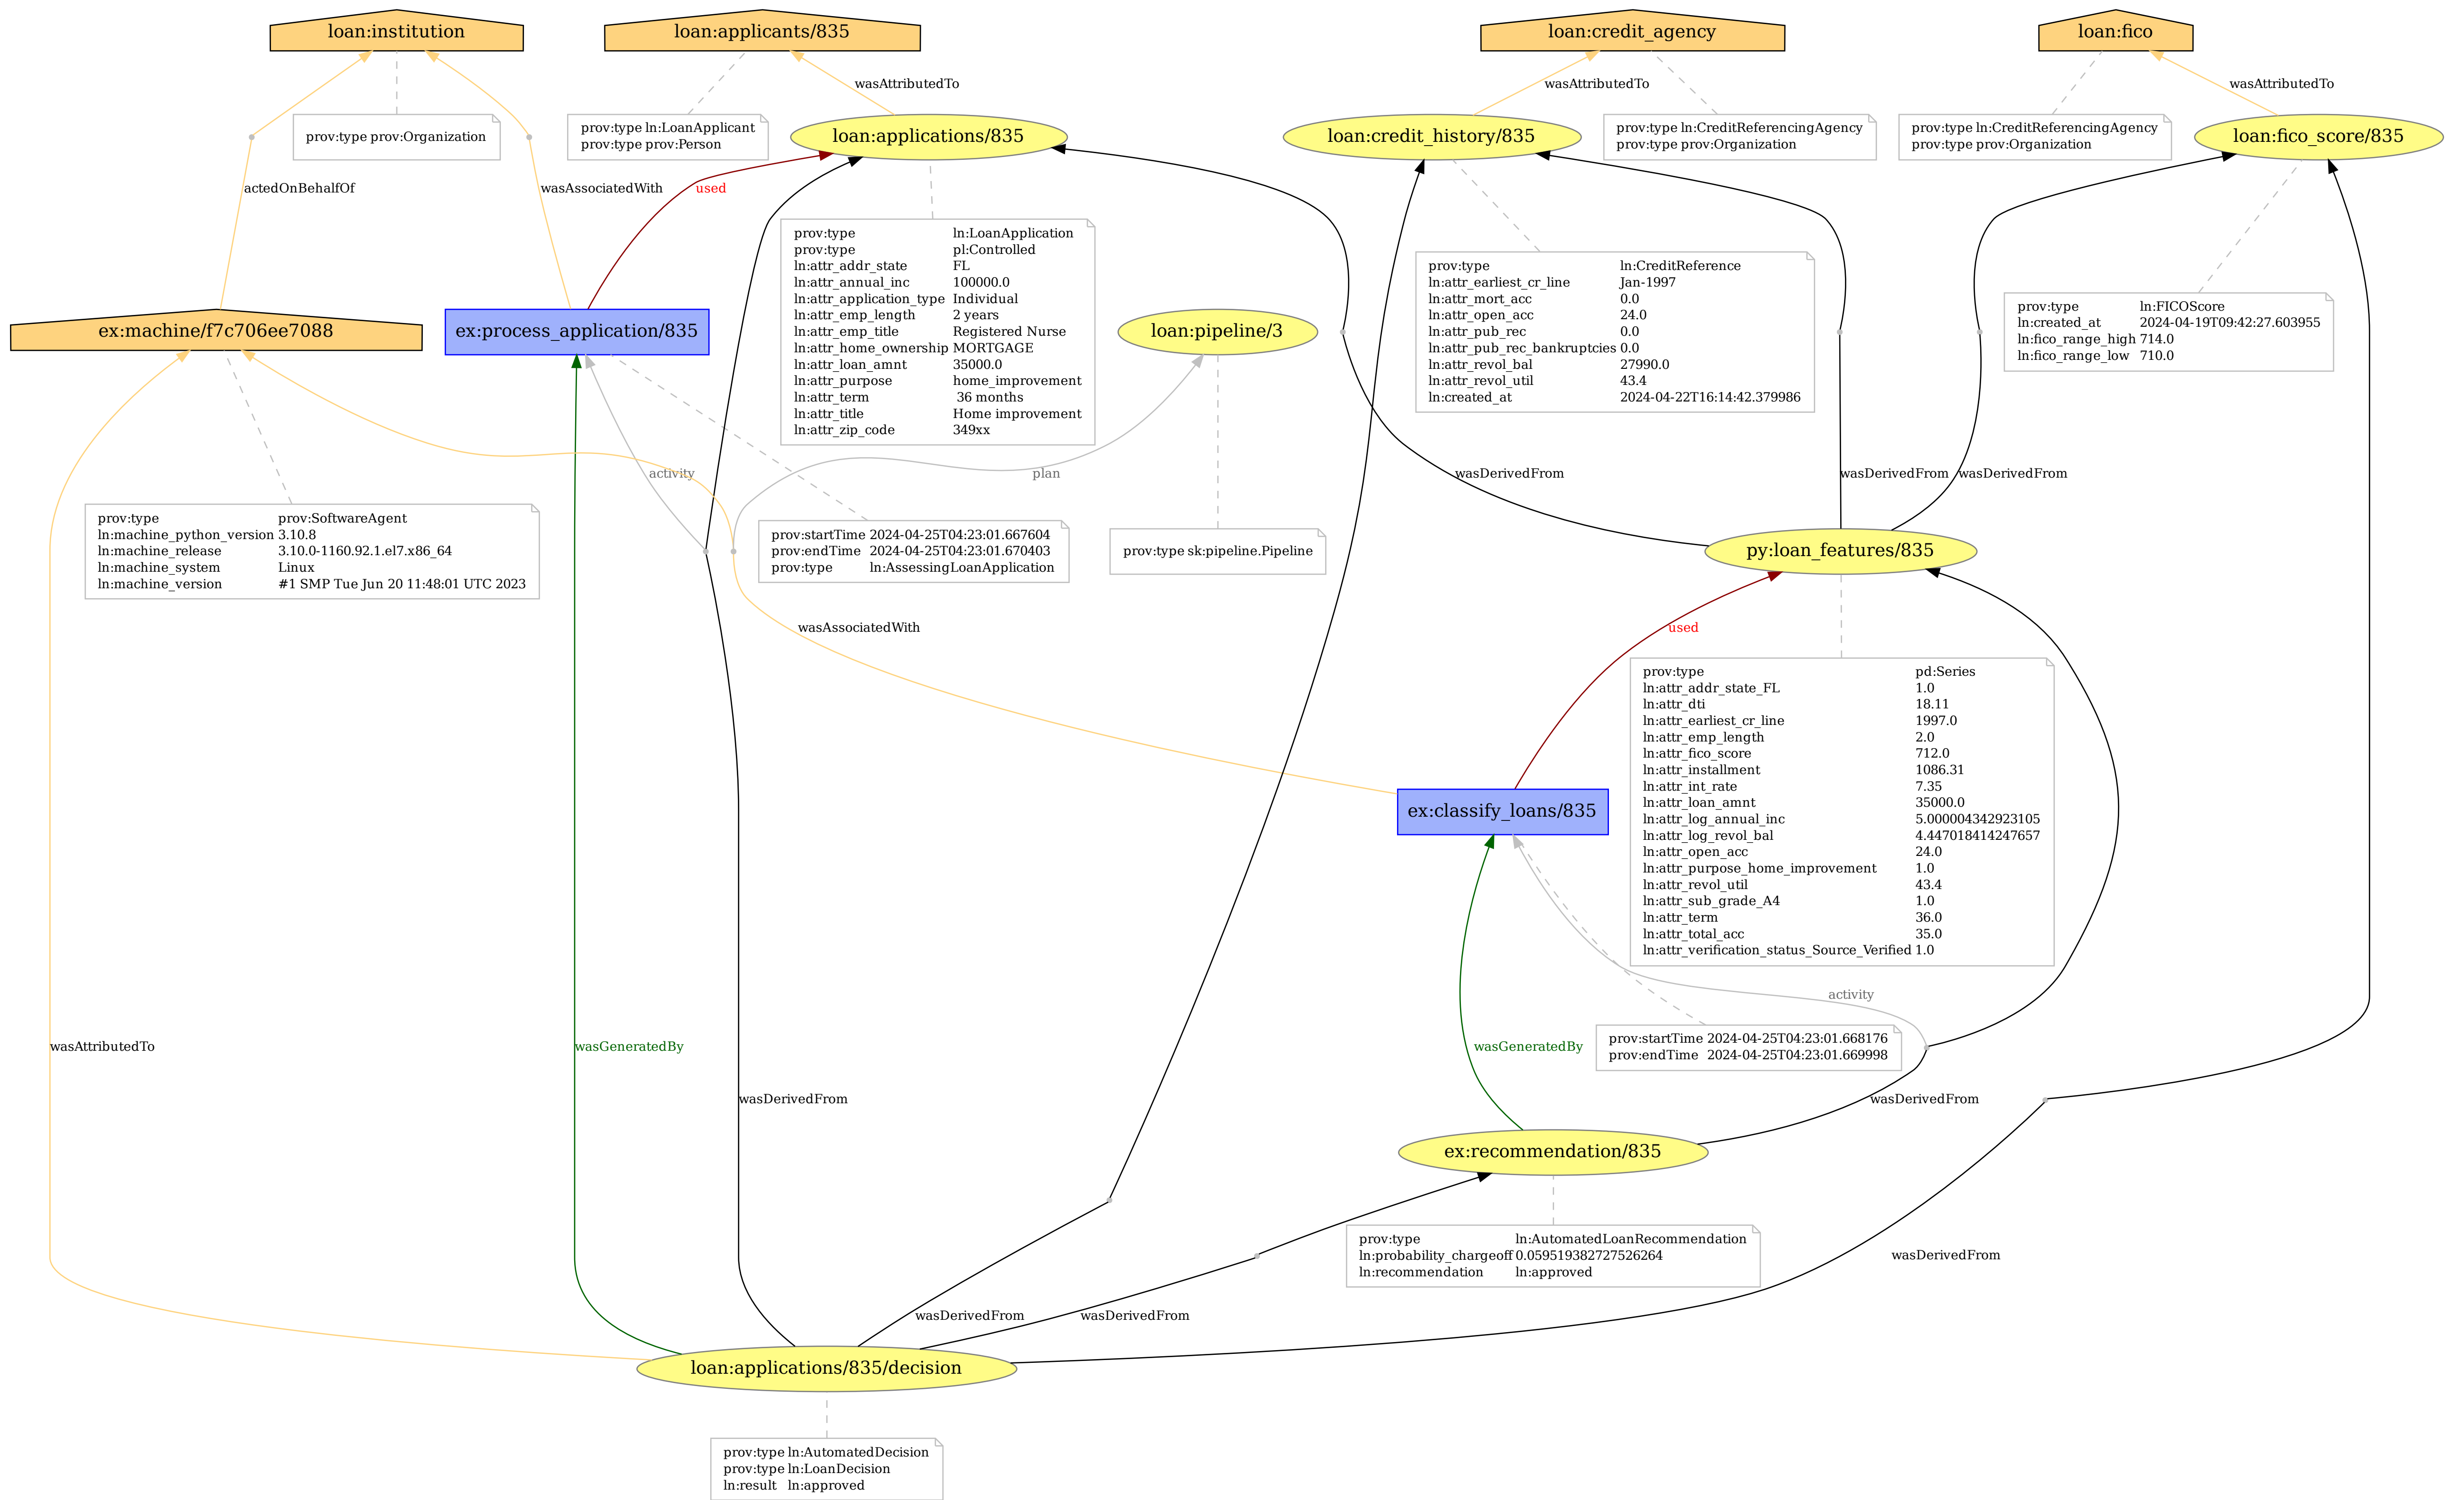 loan:institution
loan:applicants/835
loan:credit_agency
loan:fico
wasAttributedTo
wasAttributedTo
wasAttributedTo
prov:type prov:Organization
prov:type ln:LoanApplicant
prov:type prov:Person
loan:applications/835
loan:credit_history/835
prov:type ln:CreditReferencingAgency
prov:type prov:Organization
prov:type ln:CreditReferencingAgency
prov:type prov:Organization
loan:fico_score/835
actedOnBehalfOf
wasAssociatedWith
used
prov:type ln:LoanApplication
prov:type pl:Controlled
ln:attr_addr_state FL
ln:attr_annual_inc 100000.0
ln:attr_application_type Individual
ln:attr_emp_length 2 years
ln:attr_emp_title Registered Nurse
ln:attr_home_ownership MORTGAGE
ln:attr_loan_amnt 35000.0
ln:attr_purpose home_improvement
ln:attr_term 36 months
ln:attr_title Home improvement
ln:attr_zip_code 349xx
prov:type ln:CreditReference
ln:attr_earliest_cr_line Jan-1997
ln:attr_mort_acc 0.0
ln:attr_open_acc 24.0
ln:attr_pub_rec 0.0
ln:attr_pub_rec_bankruptcies 0.0
ln:attr_revol_bal 27990.0
ln:attr_revol_util 43.4
ln:created_at 2024-04-22T16:14:42.379986
prov:type ln:FICOScore
ln:created_at 2024-04-19T09:42:27.603955
ln:fico_range_high 714.0
ln:fico_range_low 710.0
ex:machine/f7c706ee7088
ex:process_application/835
loan:pipeline/3
activity
plan
wasDerivedFrom
wasDerivedFrom
wasDerivedFrom
prov:type prov:SoftwareAgent
ln:machine_python_version 3.10.8
ln:machine_release 3.10.0-1160.92.1.el7.x86_64
ln:machine_system Linux
ln:machine_version #1 SMP Tue Jun 20 11:48:01 UTC 2023
prov:startTime 2024-04-25T04:23:01.667604
prov:endTime 2024-04-25T04:23:01.670403
prov:type ln:AssessingLoanApplication
prov:type sk:pipeline.Pipeline
py:loan_features/835
wasAssociatedWith
used
prov:type pd:Series
ln:attr_addr_state_FL 1.0
ln:attr_dti 18.11
ln:attr_earliest_cr_line 1997.0
ln:attr_emp_length 2.0
ln:attr_fico_score 712.0
ln:attr_installment 1086.31
ln:attr_int_rate 7.35
ln:attr_loan_amnt 35000.0
ln:attr_log_annual_inc 5.000004342923105
ln:attr_log_revol_bal 4.447018414247657
ln:attr_open_acc 24.0
ln:attr_purpose_home_improvement 1.0
ln:attr_revol_util 43.4
ln:attr_sub_grade_A4 1.0
ln:attr_term 36.0
ln:attr_total_acc 35.0
ln:attr_verification_status_Source_Verified 1.0
ex:classify_loans/835
activity
wasAttributedTo
wasGeneratedBy
wasGeneratedBy
prov:startTime 2024-04-25T04:23:01.668176
prov:endTime 2024-04-25T04:23:01.669998
wasDerivedFrom
wasDerivedFrom
ex:recommendation/835
prov:type ln:AutomatedLoanRecommendation
ln:probability_chargeoff 0.059519382727526264
ln:recommendation ln:approved
wasDerivedFrom
wasDerivedFrom
wasDerivedFrom
loan:applications/835/decision
prov:type ln:AutomatedDecision
prov:type ln:LoanDecision
ln:result ln:approved